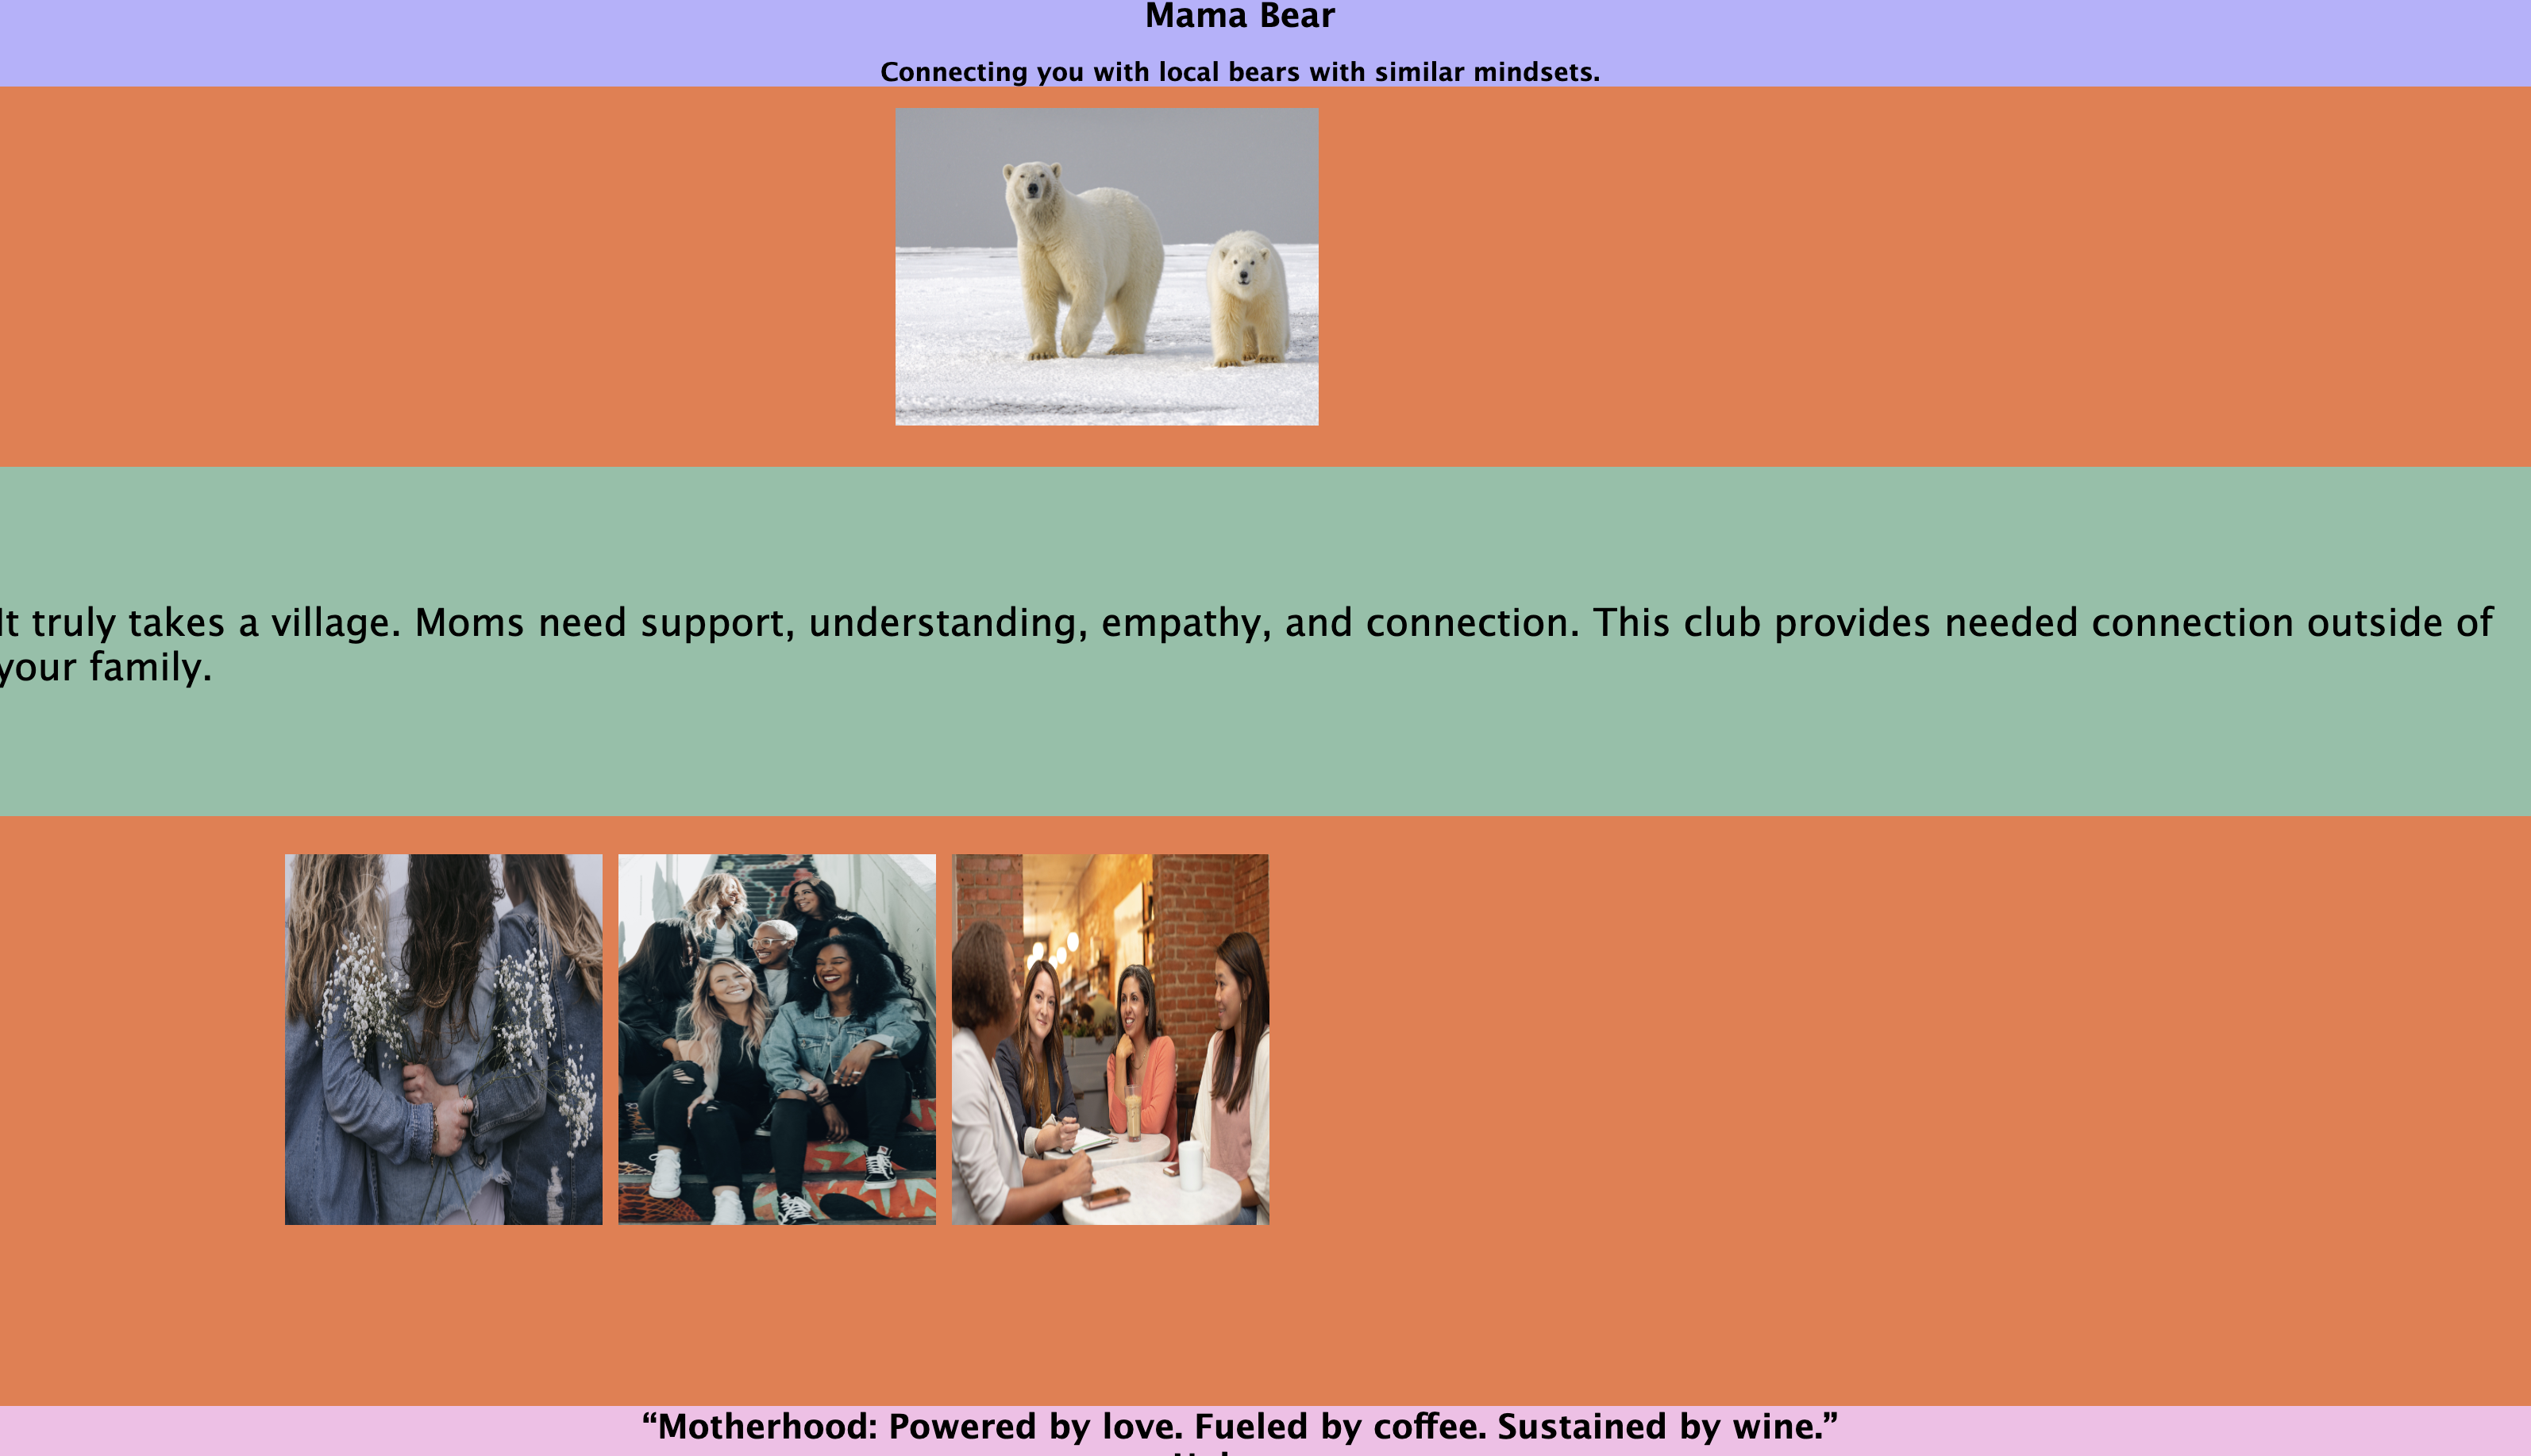 Mama Bear
Connecting you with local bears with similar mindsets.
It truly takes a village. Moms need support, understanding, empathy, and connection. This club provides needed connection outside of
your family.
“Motherhood: Powered by love. Fueled by coffee. Sustained by wine.”